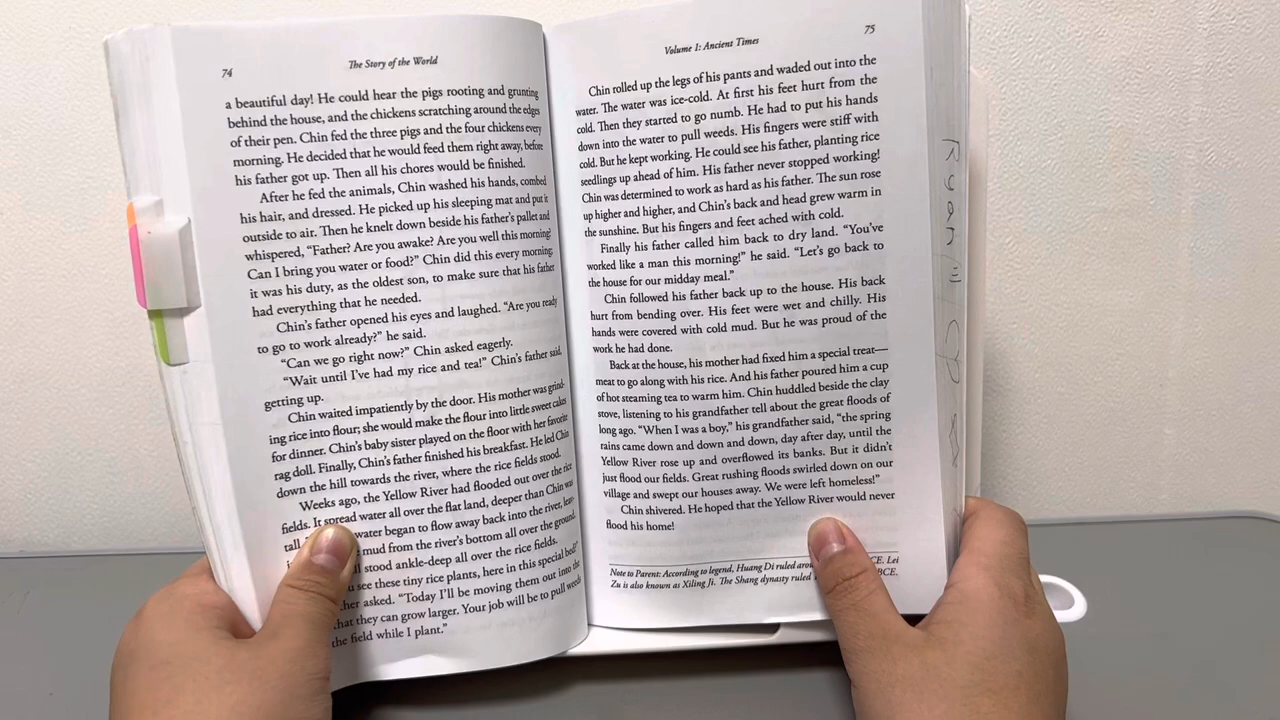 74
The Story of the World
a beautiful day! He could hear the pigs rooting and grunting
behind the house, and the chickens scratching around the edges
of their pen. Chin fed the three pigs and the four chickens every
morning. He decided that he would feed them right away, before
his father got up. Then all his chores would be finished.
After he fed the animals, Chin washed his hands, combed
his hair, and dressed. He picked up his sleeping mat and put it
outside to air. Then he knelt down beside his father's pallet and
whispered, "Father? Are you awake? Are you well this morning?
Can I bring you water or food?" Chin did this every morning;
it was his duty, as the oldest son, to make sure that his father
had everything that he needed.
Chin's father opened his eyes and laughed. "Are you ready
to go to work already?" he said.
"Can we go right now?" Chin asked eagerly.
"Wait until I've had my rice and tea!" Chin's father said,
getting up.
Chin waited impatiently by the door. His mother was grind-
ing rice into flour; she would make the flour into little sweet cakes
for dinner. Chin's baby sister played on the floor with her favorite
rag doll. Finally, Chin's father finished his breakfast. He led Chin
down the hill towards the river, where the rice fields stood.
Weeks ago, the Yellow River had flooded out over the rice
fields. It spread water all over the flat land, deeper than Chin was
tall. water began to flow away back into the river, leav-
mud from the river's bottom all over the ground.
stood ankle-deep all over the rice fields.
see these tiny rice plants, here in this special bed?"
asked. "Today I'll be moving them out into the
that they can grow larger. Your job will be to pull weeds
the field while I plant."
Volume 1: Ancient Times
75
Chin rolled up the legs of his pants and waded out into the
water. The water was ice-cold. At first his feet hurt from the
cold. Then they started to go numb. He had to put his hands
down into the water to pull weeds. His fingers were stiff with
cold. But he kept working. He could see his father, planting rice
seedlings up ahead of him. His father never stopped working!
Chin was determined to work as hard as his father. The sun rose
up higher and higher, and Chin's back and head grew warm in
the sunshine. But his fingers and feet ached with cold.
Finally his father called him back to dry land. "You've
worked like a man this morning!" he said. "Let's go back to
the house for our midday meal."
Chin followed his father back up to the house. His back
hurt from bending over. His feet were wet and chilly. His
hands were covered with cold mud. But he was proud of the
work he had done.
Back at the house, his mother had fixed him a special treat—
meat to go along with his rice. And his father poured him a cup
of hot steaming tea to warm him. Chin huddled beside the clay
stove, listening to his grandfather tell about the great floods of
long ago. "When I was a boy," his grandfather said, "the spring
rains came down and down and down, day after day, until the
Yellow River rose up and overflowed its banks. But it didn't
just flood our fields. Great rushing floods swirled down on our
village and swept our houses away. We were left homeless!"
Chin shivered. He hoped that the Yellow River would never
flood his home!
Note to Parent: According to legend, Huang Di ruled CE. Lei
Zu is also known as Xiling Ji. The Shang dynasty ruled BCE.
Ryan